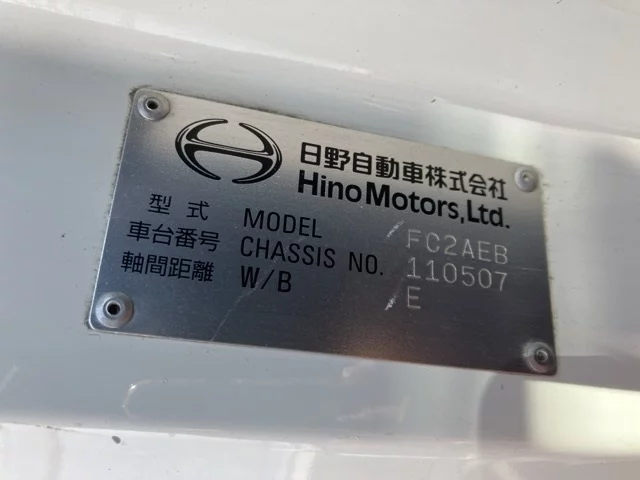 日野自動車株式会社
Hino Motors, Ltd.
型式 MODEL FC2AEB
車台番号 CHASSIS NO. 110507
軸間距離 W/B E